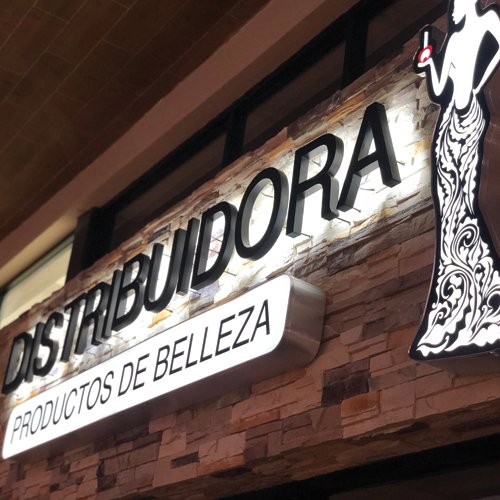 DISTRIBUIDORA
PRODUCTOS DE BELLEZA